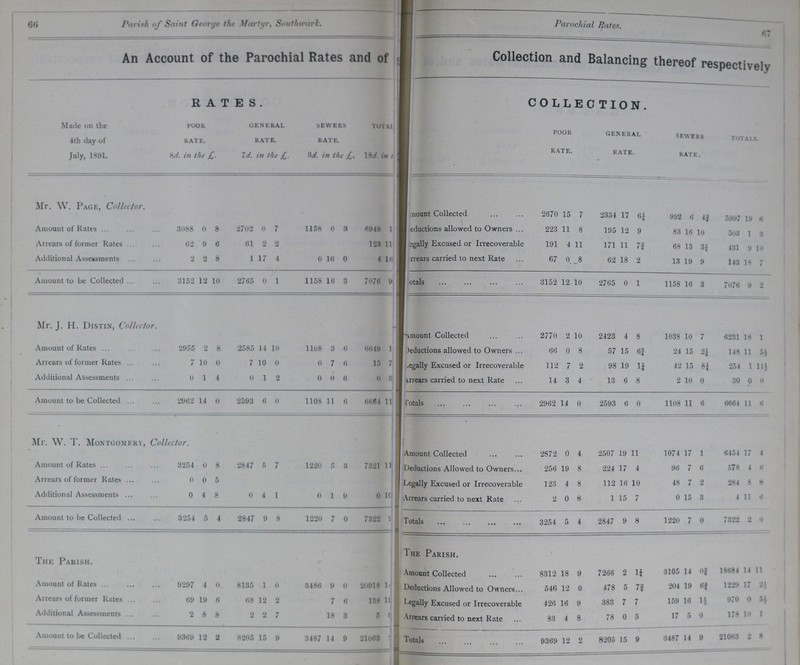 66 Parish of Saint George the Martyr, Southwark.
An Account of the Parochial Rates and of
RATES.
Made on the POOR GENERAL SEWERS TOTAL
4th day of RATE. RATE. RATE.
July, 1891. 8d. in the £. 7d. in the £. 3d. in the £. 18d. in t
Mr. W. PAGE, Collector.
Amount of Rates ... 3088 0 8 2702 0 7 1158 0 3 6948 1
Arrears of former Rates ... 62 9 6 61 2 2 123 11
Additional Assessments 2 2 8 1 17 4 0 16 0 4 16
Amount to be Collected ... 3152 12 10 2765 0 1 1158 16 3 7076 9
Mr. J. H. DISTIN, Collector.
Amount of Rates ... 2955 2 8 2585 14 10 1108 3 6 6649 1
Arrears of former Rates ... 7 10 0 7 10 0 0 7 6 15 7
Additional Assessments 0 1 4 0 1 2 0 0 6 0 3
Amount to be Collected ... 2962 14 0 2593 6 0 1108 11 6 6664 11
Mr. W. T. MONTGOMERY, Collector.
Amount of Rates ... 3254 0 8 2847 5 7 1220 5 3 7321 11
Arrears of former Rates ... 0 0 5
Additional Assessments 0 4 8 0 4 1 0 1 9 0 10
Amount to be Collected ... 3254 5 4 2847 9 8 1220 7 0 7322
THE PARISH.
Amount of Rates ... 9297 4 0 8135 1 0 3486 9 0 20918 14
Arrears of former Rates ... 69 19 6 68 12 2 7 6 138 19
Additional Assessments 2 8 8 2 2 7 18 3 5
Amount to be Collected ... 9369 12 2 8205 15 9 3487 14 9 21063
Parochial Rates. 67
Collection and Balancing thereof respectively
COLLECTION.
POOR GENERAL SEWERS TOTALS.
RATE. RATE. RATE.
mount Collected 2670 15 7 2334 17 6¼ 992 6 4¾ 5997 19 6
eductions allowed to Owners ... 223 11 8 195 12 9 83 16 10 503 1 3
egally Excused or Irrecoverable 191 4 11 171 11 7¾ 68 13 3¼ 431 9 10
rrears carried to next Rate ... 67 0 8 62 18 2 13 19 9 143 18 7
otals 3152 12 10 2765 0 1 1158 16 3 7076 9 2
Amount Collected 2770 2 10 2423 4 8 1038 10 7 6231 18 1
Deductions allowed to Owners ... 66 0 8 57 15 6¾ 24 15 2¼ 148 11 5½
Legally Excused or Irrecoverable 112 7 2 98 19 1¼ 42 15 8¼ 254 1 11½
Arrears carried to next Rate ... 14 3 4 13 6 8 2 10 0 30 0 0
Totals 2962 14 0 2593 6 0 1108 11 6 6664 11 6
Amount Collected 2872 0 4 2507 19 11 1074 17 1 6454 17 4
Deductions Allowed to Owners... 256 19 8 224 17 4 96 7 6 578 4 6
Legally Excused or Irrecoverable 123 4 8 112 16 10 48 7 2 284 8 8
Arrears carried to next Rate ... 2 0 8 1 15 7 0 15 3 4 11 6
Totals 3254 5 4 2847 9 8 1220 7 0 7322 2 0
THE PARISH.
Amount Collected 8312 18 9 7266 2 1¼ 3105 14 0¾ 18684 14 11
Deductions Allowed to Owners... 546 12 0 478 5 7¾ 204 19 6¾ 1229 17 2½
Legally Excused or Irrecoverable 426 16 9 383 7 7 159 16 1½ 970 0 5½
Arrears carried to next Rate ... 83 4 8 78 0 5 17 5 0 178 10 1
Totals 9369 12 2 8205 15 9 3487 14 9 21063 2 8